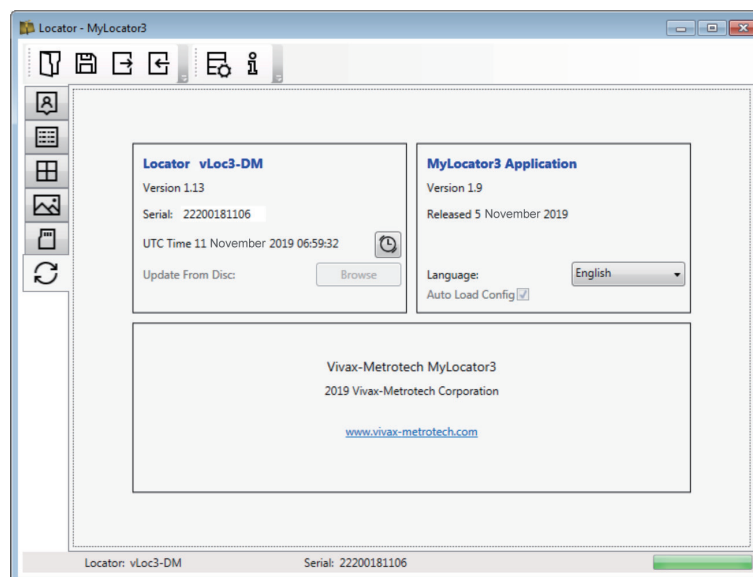 Locator - MyLocator3
Locator vLoc3-DM
Version 1.13
Serial: 22200181106
UTC Time 11 November 2019 06:59:32
Update From Disc: Browse
MyLocator3 Application
Version 1.9
Released 5 November 2019
Language: English
Auto Load Config
Vivax-Metrotech MyLocator3
2019 Vivax-Metrotech Corporation
www.vivax-metrotech.com
Locator: vLoc3-DM Serial: 22200181106